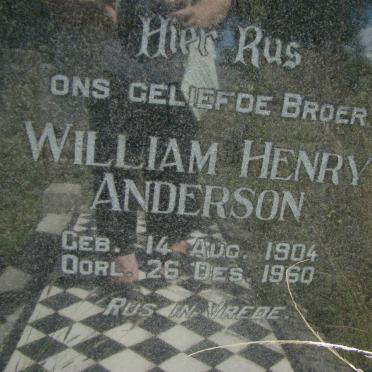 Hier Rus
ONS GELIEFDE BROER
WILLIAM HENRY
ANDERSON
GEB. 14 AUG. 1904
OORL. 26 DES. 1960
RUS IN VREDE.